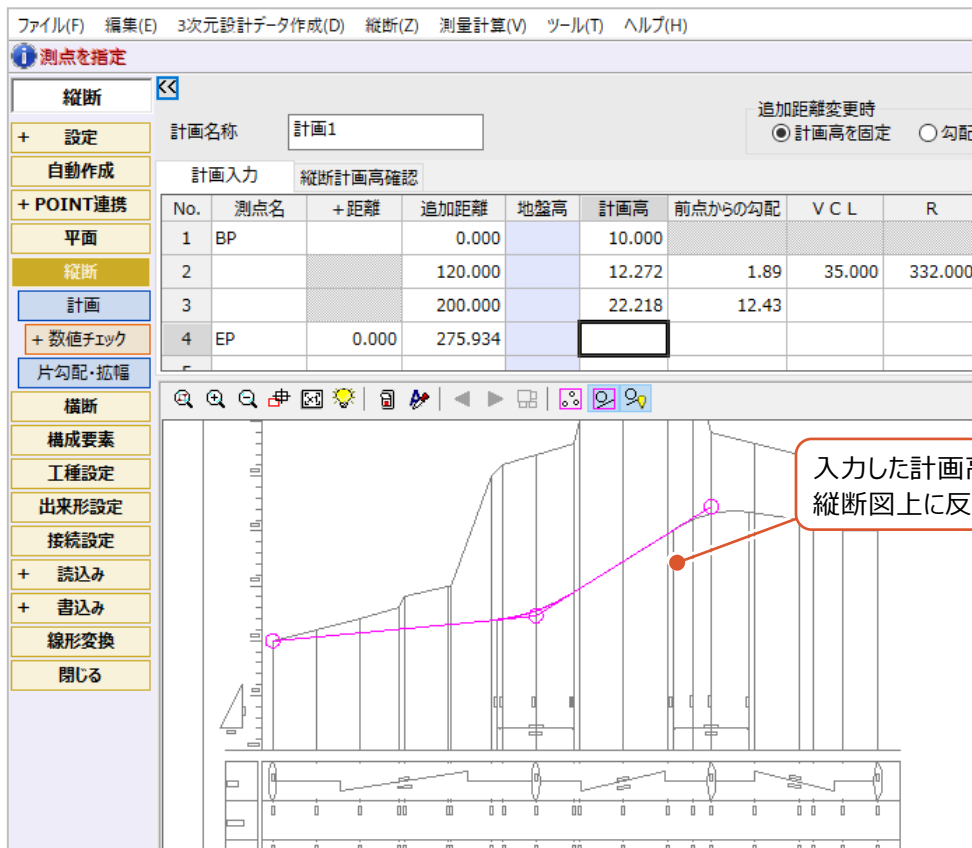 ファイル(F) 編集(E) 3次元設計データ作成(D) 縦断(Z) 測量計算(V) ツール(T) ヘルプ(H)
測点を指定
縦断
+ 設定
自動作成
+ POINT連携
平面
縦断
計画
+ 数値チェック
片勾配・拡幅
横断
構成要素
工種設定
出来形設定
接続設定
+ 読込み
+ 書込み
線形変換
閉じる
計画名称 計画1
追加距離変更時
計画高を固定 勾配
計画入力 縦断計画高確認
No. 測点名 +距離 追加距離 地盤高 計画高 前点からの勾配 VCL R
1 BP 0.000 10.000
2 120.000 12.272 1.89 35.000 332.000
3 200.000 22.218 12.43
4 EP 0.000 275.934
入力した計画高
縦断図上に反